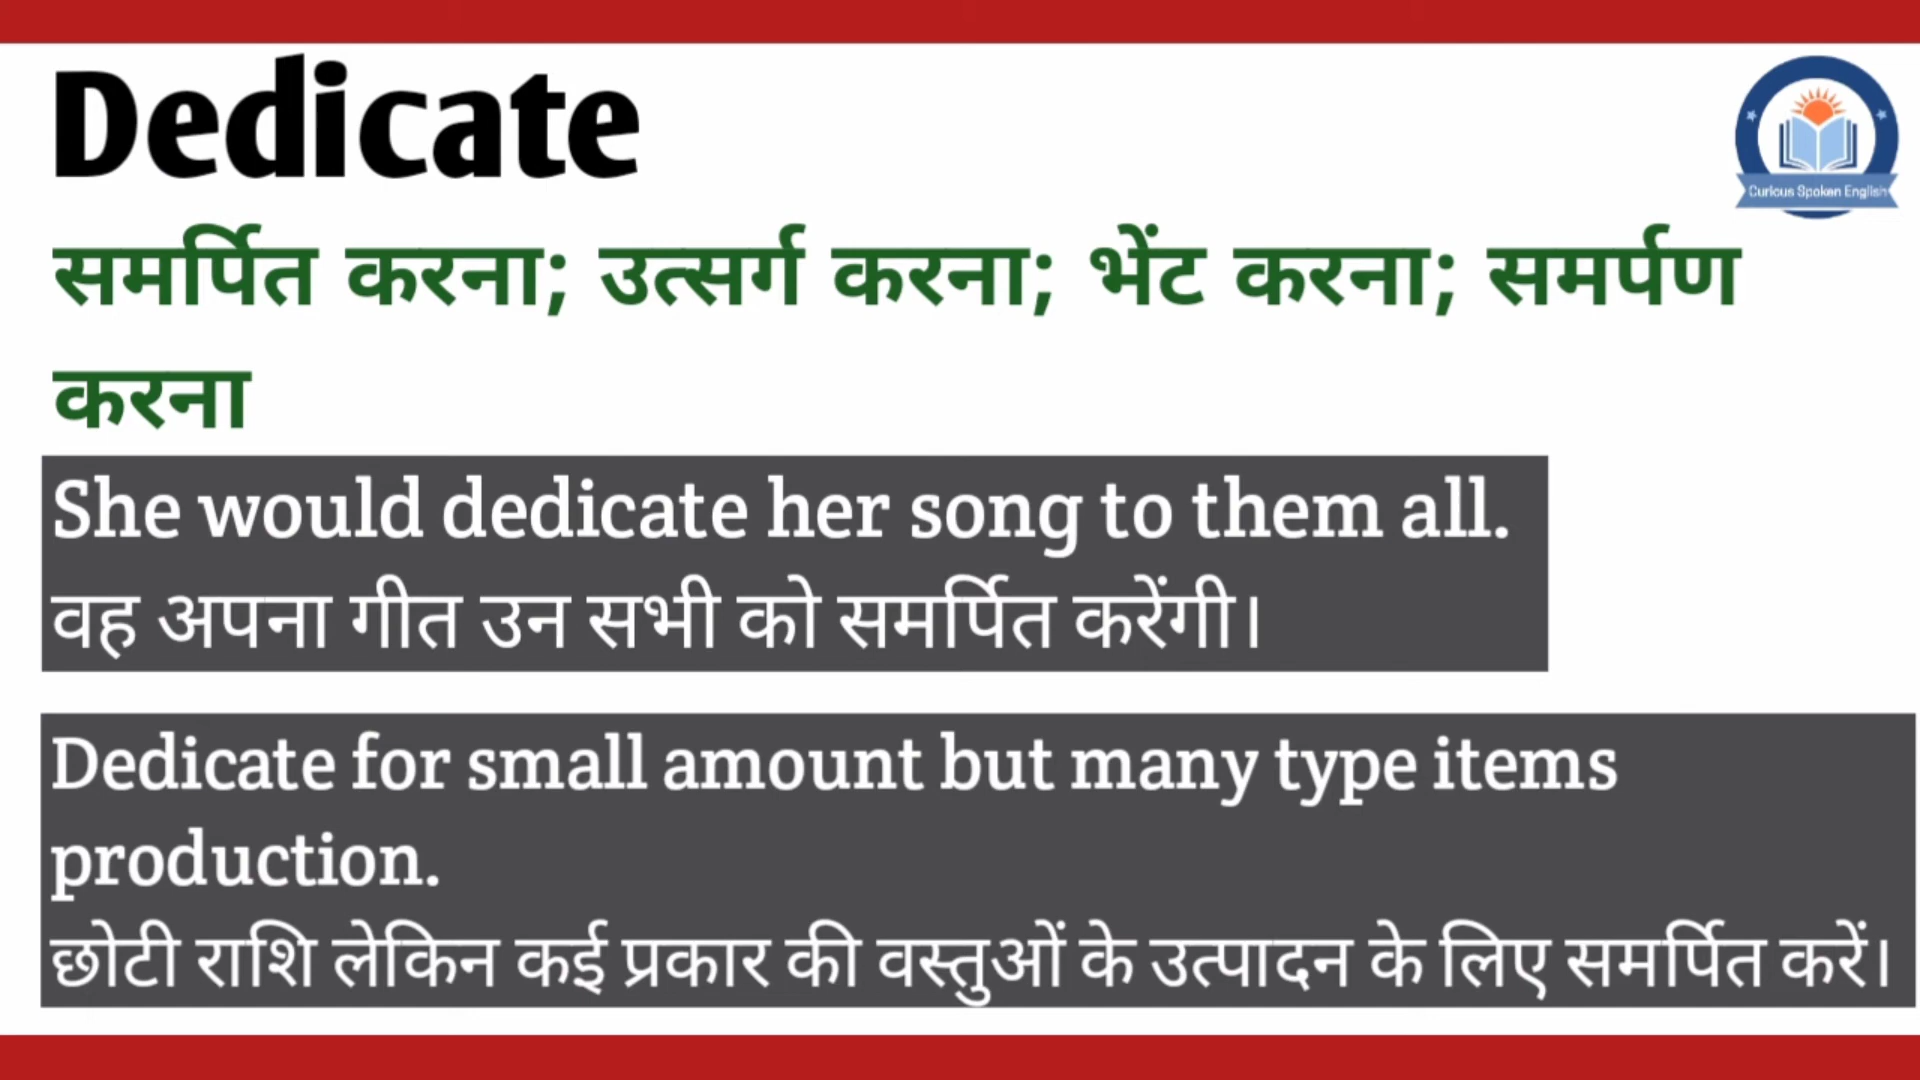 Dedicate
Curious Spoken English
समर्पित करना; उत्सर्ग करना; भेंट करना; समर्पण
करना
She would dedicate her song to them all.
वह अपना गीत उन सभी को समर्पित करेंगी।
Dedicate for small amount but many type items
production.
छोटी राशि लेकिन कई प्रकार की वस्तुओं के उत्पादन के लिए समर्पित करें।